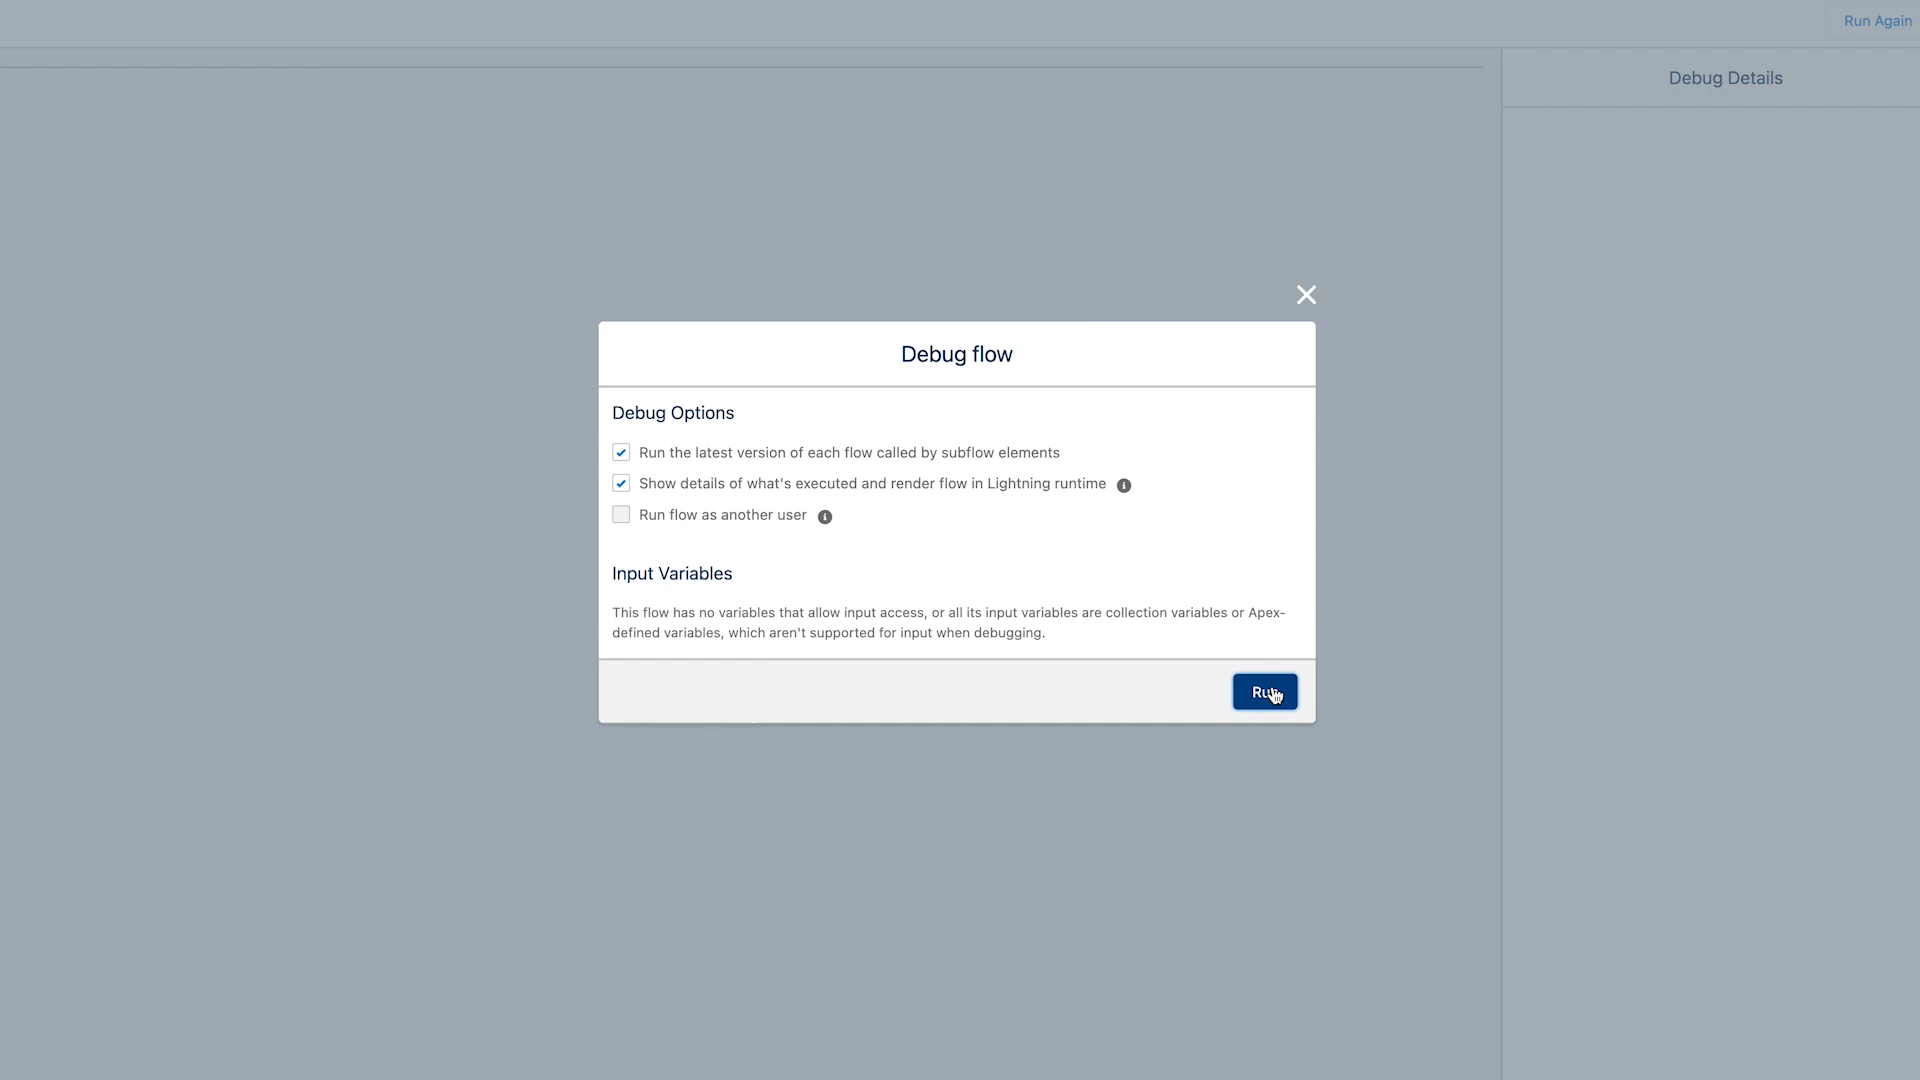 Run Again
Debug Details
Debug flow
Debug Options
Run the latest version of each flow called by subflow elements
Show details of what's executed and render flow in Lightning runtime
Run flow as another user
Input Variables
This flow has no variables that allow input access, or all its input variables are collection variables or Apex-
defined variables, which aren't supported for input when debugging.
Run